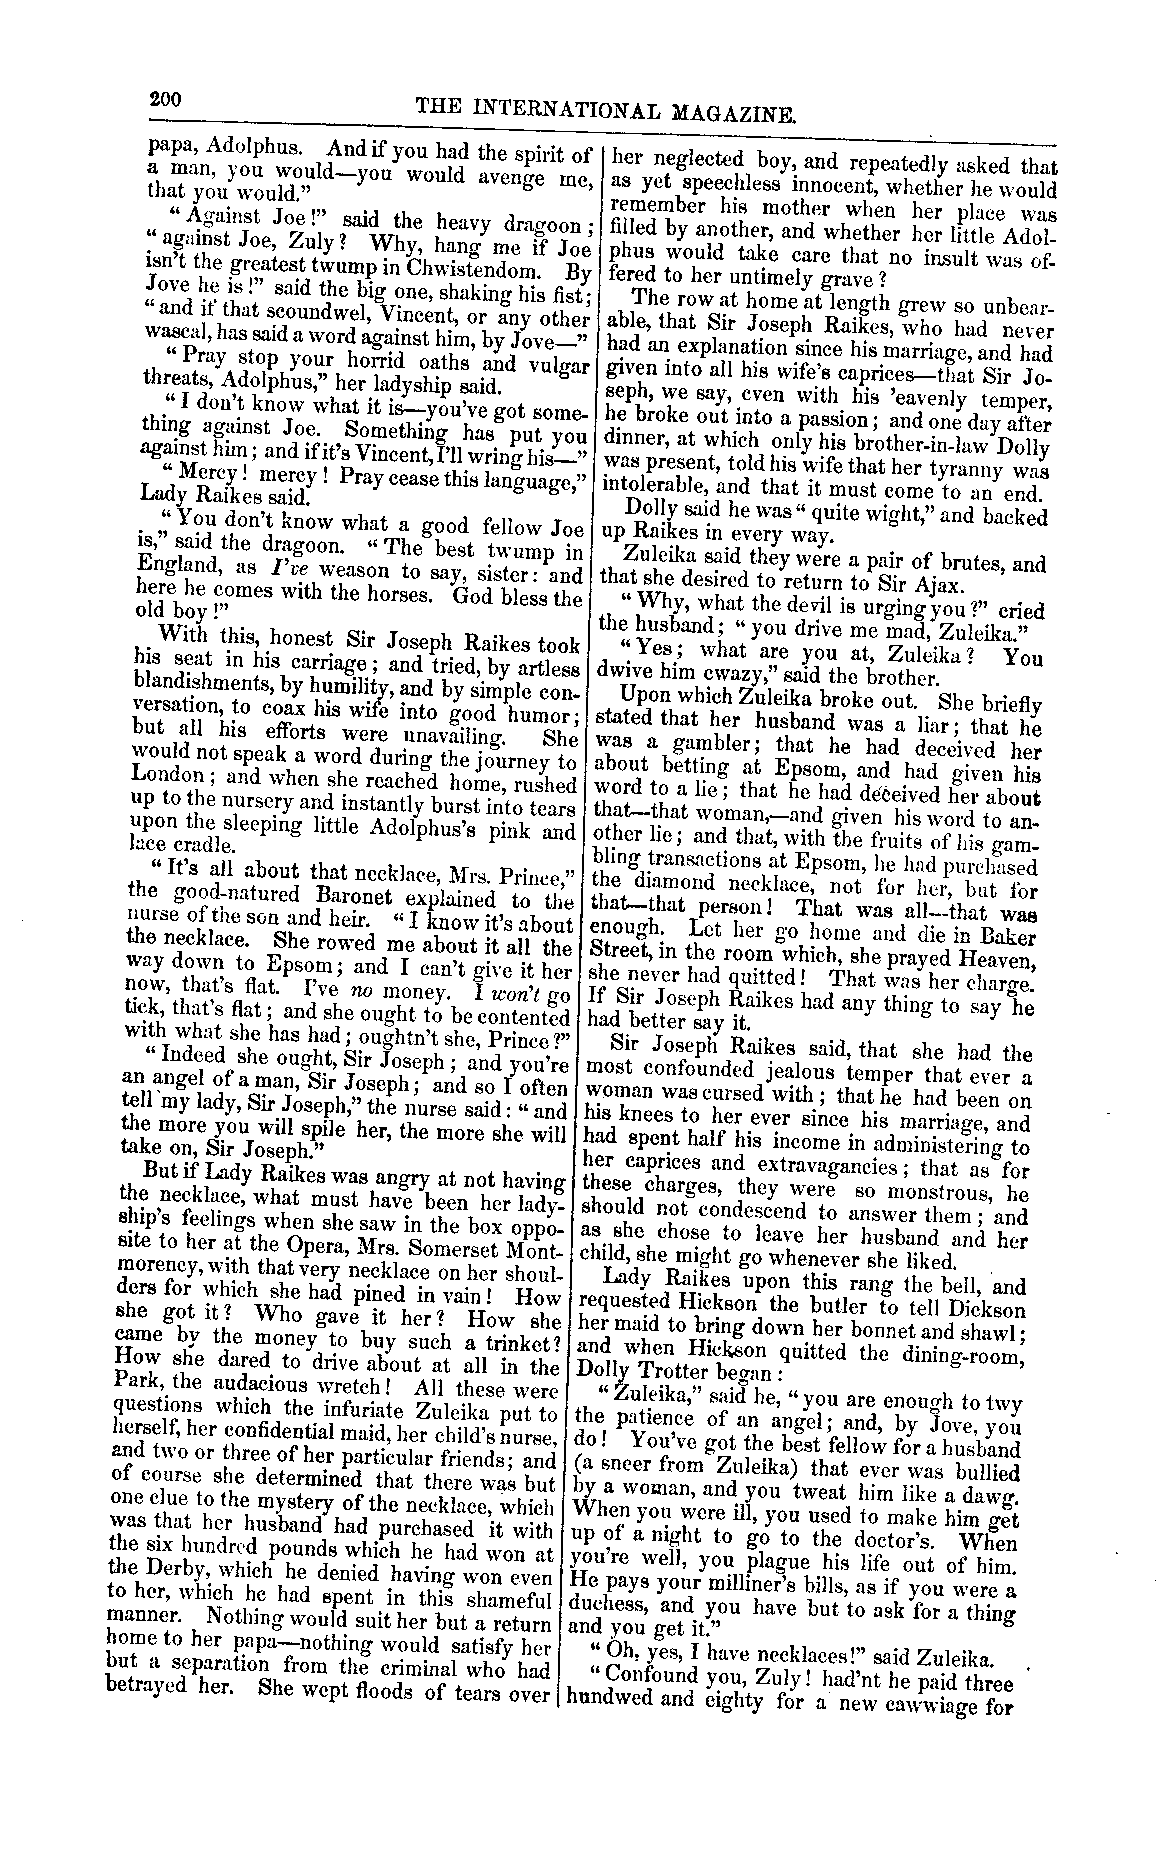 200
THE INTERNATIONAL MAGAZINE.
papa, Adolphus. And if you had the spirit of
a man, you would—you would avenge me,
that you would."
"Against Joe!" said the heavy dragoon;
"against Joe, Zuly? Why, hang me if Joe
isn't the greatest twump in Chwistendom. By
Jove he is!" said the big one, shaking his fist;
"and if that scoundwel, Vincent, or any other
wascal, has said a word against him, by Jove—"
"Pray stop your horrid oaths and vulgar
threats, Adolphus," her ladyship said.
"I don't know what it is—you've got some-
thing against Joe. Something has put you
against him; and if it's Vincent, I'll wring his—"
"Mercy! mercy! Pray cease this language,"
Lady Raikes said.
"You don't know what a good fellow Joe
is," said the dragoon. "The best twump in
England, as I've weason to say, sister: and
here he comes with the horses. God bless the
old boy!"
With this, honest Sir Joseph Raikes took
his seat in his carriage; and tried, by artless
blandishments, by humility, and by simple con-
versation, to coax his wife into good humor;
but all his efforts were unavailing. She
would not speak a word during the journey to
London; and when she reached home, rushed
up to the nursery and instantly burst into tears
upon the sleeping little Adolphus's pink and
lace cradle.
"It's all about that necklace, Mrs. Prince,"
the good-natured Baronet explained to the
nurse of the son and heir. "I know it's about
the necklace. She rowed me about it all the
way down to Epsom; and I can't give it her
now, that's flat. I've no money. I won't go
tick, that's flat; and she ought to be contented
with what she has had; oughtn't she, Prince?"
"Indeed she ought, Sir Joseph; and you're
an angel of a man, Sir Joseph; and so I often
tell my lady, Sir Joseph," the nurse said: "and
the more you will spile her, the more she will
take on, Sir Joseph."
But if Lady Raikes was angry at not having
the necklace, what must have been her lady-
ship's feelings when she saw in the box oppo-
site to her at the Opera, Mrs. Somerset Mont-
morency, with that very necklace on her shoul-
ders for which she had pined in vain! How
she got it? Who gave it her? How she
came by the money to buy such a trinket?
How she dared to drive about at all in the
Park, the audacious wretch! All these were
questions which the infuriate Zuleika put to
herself, her confidential maid, her child's nurse,
and two or three of her particular friends; and
of course she determined that there was but
one clue to the mystery of the necklace, which
was that her husband had purchased it with
the six hundred pounds which he had won at
the Derby, which he denied having won even
to her, which he had spent in this shameful
manner. Nothing would suit her but a return
home to her papa—nothing would satisfy her
but a separation from the criminal who had
betrayed her. She wept floods of tears over
her neglected boy, and repeatedly asked that
as yet speechless innocent, whether he would
remember his mother when her place was
filled by another, and whether her little Adol-
phus would take care that no insult was of-
fered to her untimely grave?
The row at home at length grew so unbear-
able, that Sir Joseph Raikes, who had never
had an explanation since his marriage, and had
given into all his wife's caprices—that Sir Jo-
seph, we say, even with his 'eavenly temper,
he broke out into a passion; and one day after
dinner, at which only his brother-in-law Dolly
was present, told his wife that her tyranny was
intolerable, and that it must come to an end.
Dolly said he was "quite wight," and backed
up Raikes in every way.
Zuleika said they were a pair of brutes, and
that she desired to return to Sir Ajax.
"Why, what the devil is urging you?" cried
the husband; "you drive me mad, Zuleika."
"Yes; what are you at, Zuleika? You
dwive him cwazy," said the brother.
Upon which Zuleika broke out. She briefly
stated that her husband was a liar; that he
was a gambler; that he had deceived her
about betting at Epsom, and had given his
word to a lie; that he had deceived her about
that—that woman,—and given his word to an-
other lie; and that, with the fruits of his gam-
bling transactions at Epsom, he had purchased
the diamond necklace, not for her, but for
that—that person! That was all—that was
enough. Let her go home and die in Baker
Street, in the room which, she prayed Heaven,
she never had quitted! That was her charge.
If Sir Joseph Raikes had any thing to say he
had better say it.
Sir Joseph Raikes said, that she had the
most confounded jealous temper that ever a
woman was cursed with; that he had been on
his knees to her ever since his marriage, and
had spent half his income in administering to
her caprices and extravagancies; that as for
these charges, they were so monstrous, he
should not condescend to answer them; and
as she chose to leave her husband and her
child, she might go whenever she liked.
Lady Raikes upon this rang the bell, and
requested Hickson the butler to tell Dickson
her maid to bring down her bonnet and shawl;
and when Hickson quitted the dining-room,
Dolly Trotter began:
"Zuleika," said he, "you are enough to twy
the patience of an angel; and, by Jove, you
do! You've got the best fellow for a husband
(a sneer from Zuleika) that ever was bullied
by a woman, and you tweat him like a dawg.
When you were ill, you used to make him get
up of a night to go to the doctor's. When
you're well, you plague his life out of him.
He pays your milliner's bills, as if you were a
duchess, and you have but to ask for a thing
and you get it."
"Oh, yes, I have necklaces!" said Zuleika.
"Confound you, Zuly! had'nt he paid three
hundwed and eighty for a new cawwiage for